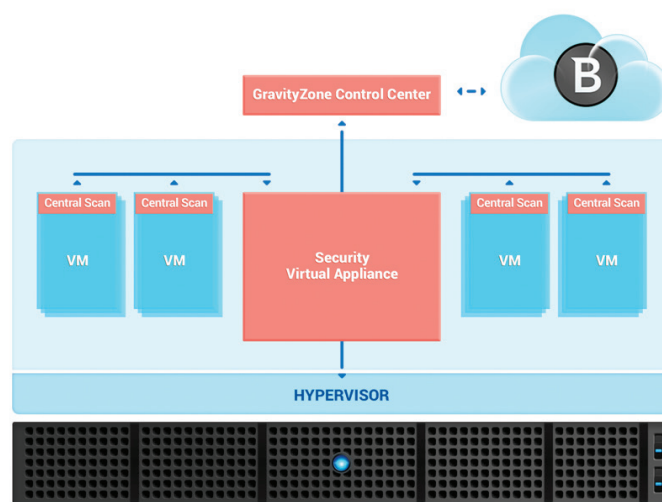 B
GravityZone Control Center
Central Scan
VM
Central Scan
VM
Security
Virtual Appliance
Central Scan
VM
Central Scan
VM
HYPERVISOR